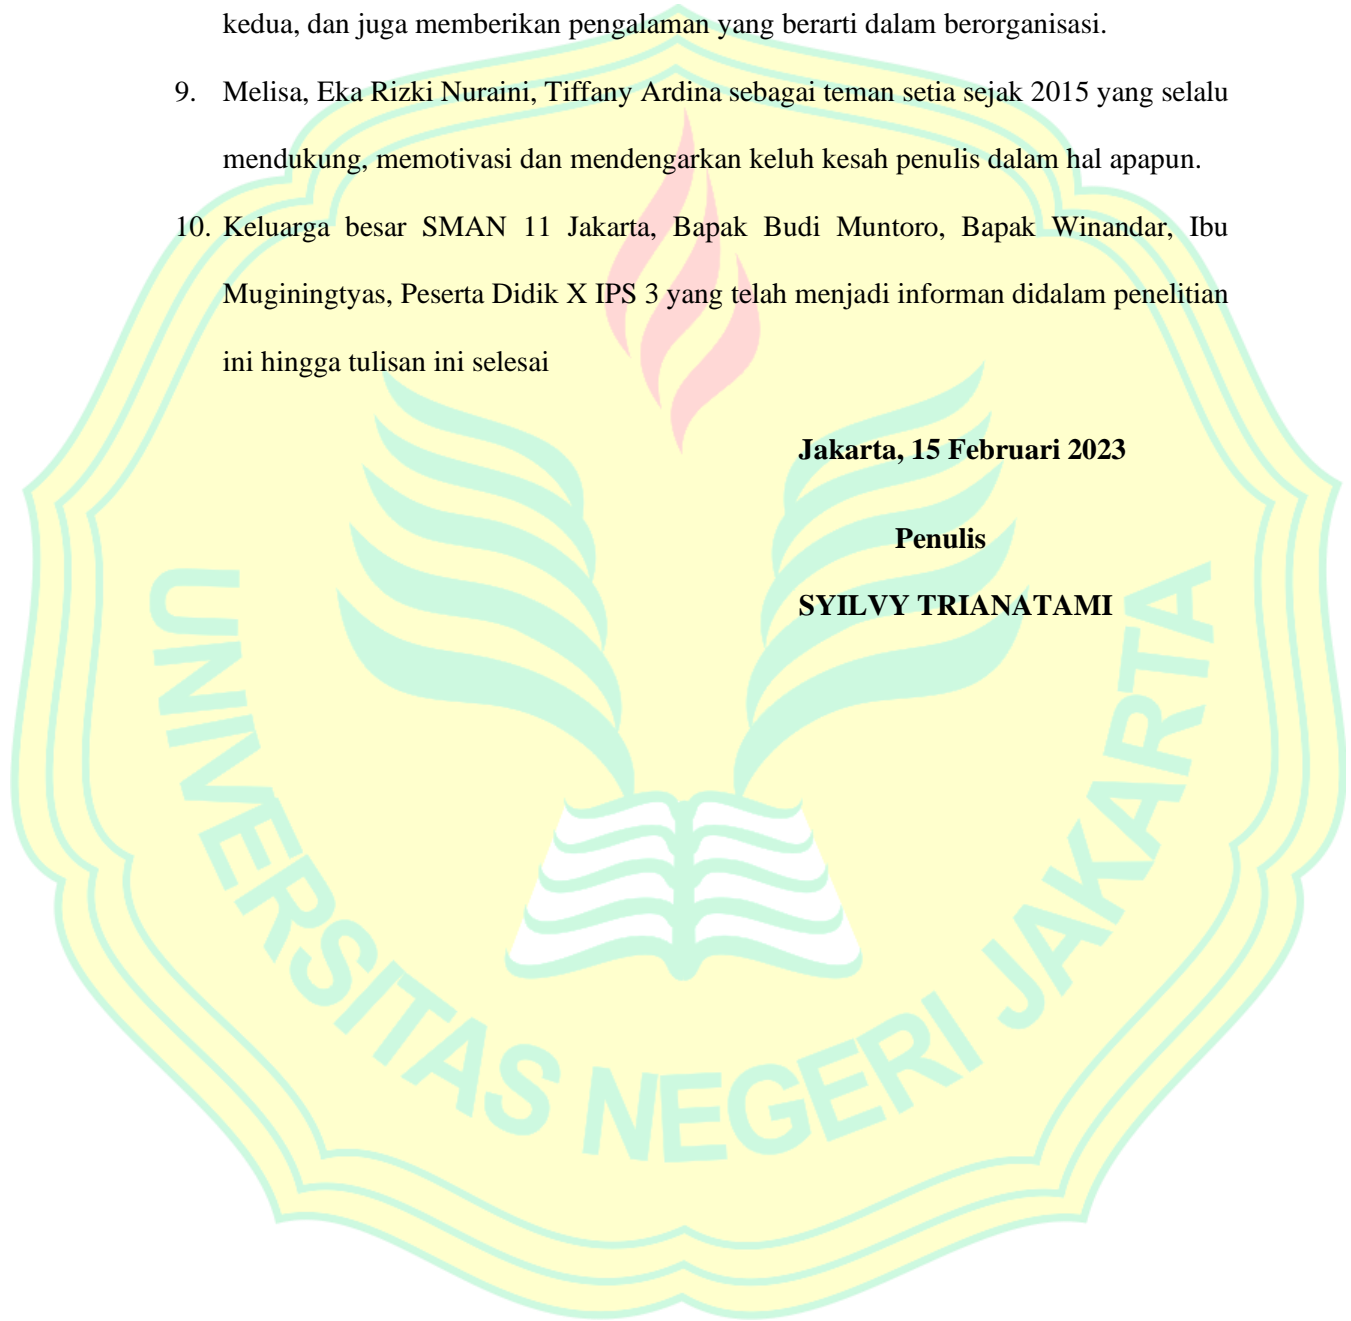 kedua, dan juga memberikan pengalaman yang berarti dalam berorganisasi.
9. Melisa, Eka Rizki Nuraini, Tiffany Ardina sebagai teman setia sejak 2015 yang selalu
mendukung, memotivasi dan mendengarkan keluh kesah penulis dalam hal apapun.
10. Keluarga besar SMAN 11 Jakarta, Bapak Budi Muntoro, Bapak Winandar, Ibu
Muginingtyas, Peserta Didik X IPS 3 yang telah menjadi informan didalam penelitian
ini hingga tulisan ini selesai
Jakarta, 15 Februari 2023
Penulis
SYILVY TRIANATAMI
UNIVERSITAS NEGERI JAKARTA